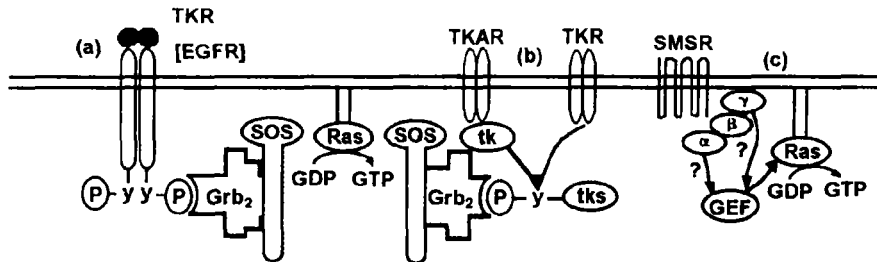 TKR
(a)
[EGFR]
TKAR (b) TKR
SMSR (c)
SOS
Ras
GDP GTP
P y y P Grb₂
SOS
tk
Grb₂ P y tks
γ
β
α
? ?
GEF
Ras
GDP GTP